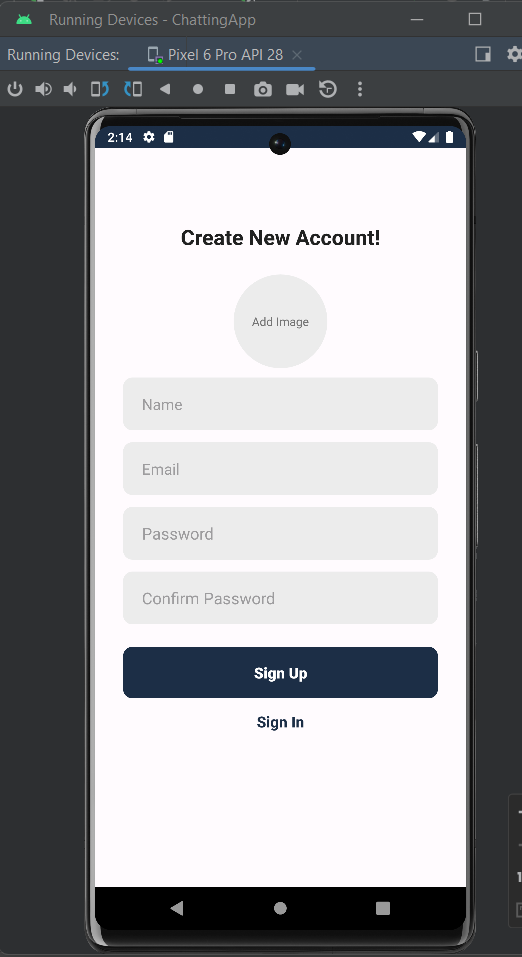 Running Devices - ChattingApp
Running Devices:
Pixel 6 Pro API 28
2:14
Create New Account!
Add Image
Name
Email
Password
Confirm Password
Sign Up
Sign In